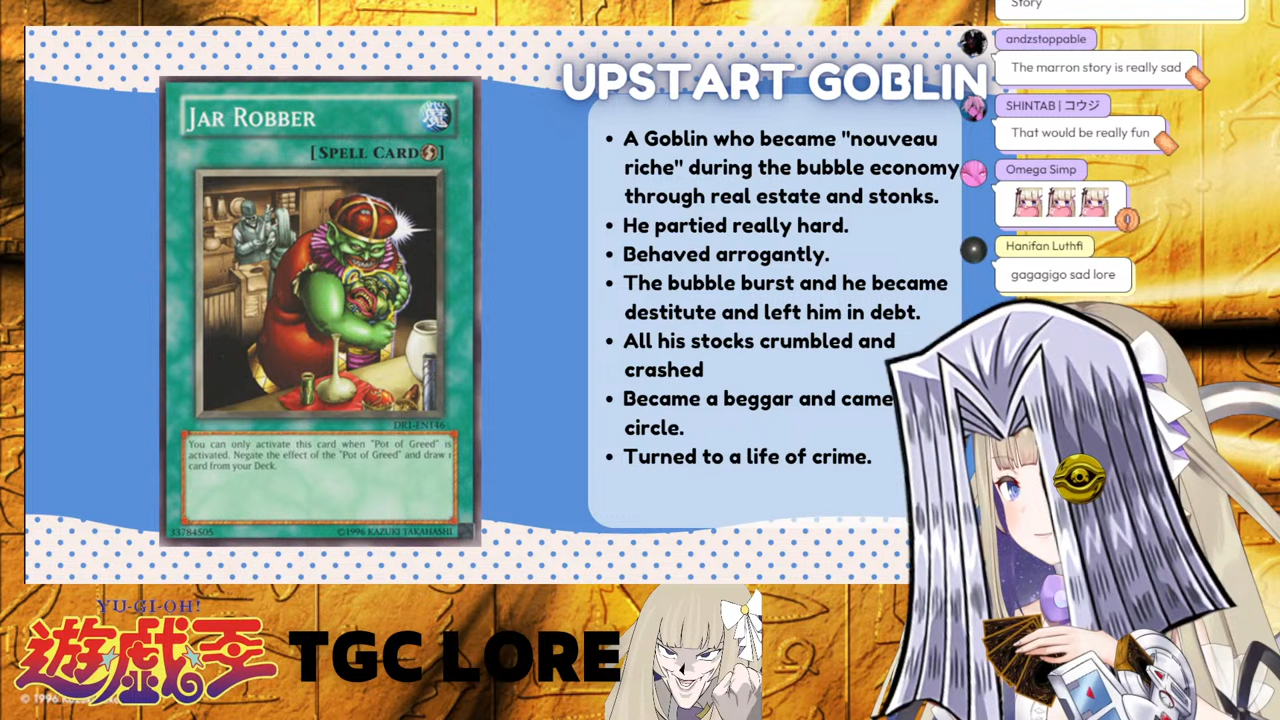 Story
andzstoppable
The marron story is really sad
SHINTAB | コウジ
That would be really fun
Omega Simp
Hanifan Luthfi
gagagigo sad lore
UPSTART GOBLIN
• A Goblin who became "nouveau
riche" during the bubble economy
through real estate and stonks.
• He partied really hard.
• Behaved arrogantly.
• The bubble burst and he became
destitute and left him in debt.
• All his stocks crumbled and
crashed
• Became a beggar and came
circle.
• Turned to a life of crime.
JAR ROBBER
魔
[SPELL CARD]
DR1-EN146
You can only activate this card when "Pot of Greed" is
activated. Negate the effect of the "Pot of Greed" and draw 1
card from your Deck.
33784505
©1996 KAZUKI TAKAHASHI
YU-GI-OH!
遊戯王
TGC LORE
© 1996